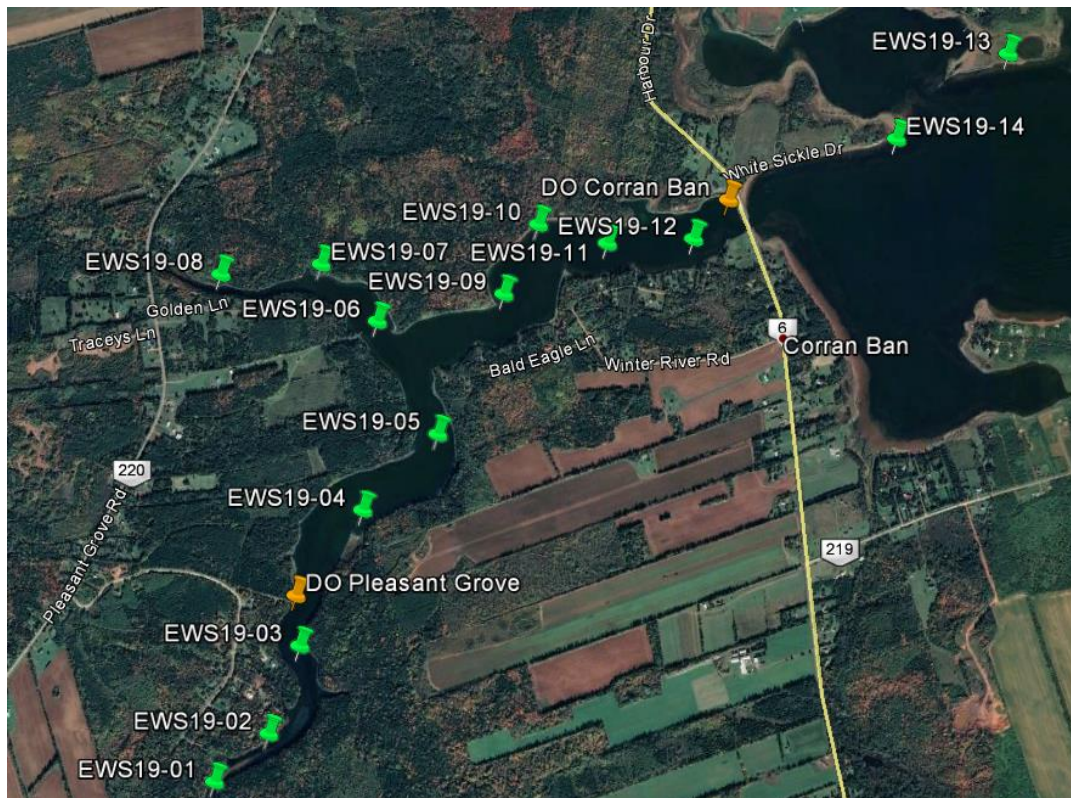 EWS19-13
Harbour Dr
EWS19-14
White Sickle Dr
DO Corran Ban
EWS19-10
EWS19-12
EWS19-07
EWS19-11
EWS19-08
EWS19-09
Golden Ln
EWS19-06
Traceys Ln
6
Corran Ban
Bald Eagle Ln
Winter River Rd
EWS19-05
220
EWS19-04
219
Pleasant Grove Rd
DO Pleasant Grove
EWS19-03
EWS19-02
EWS19-01